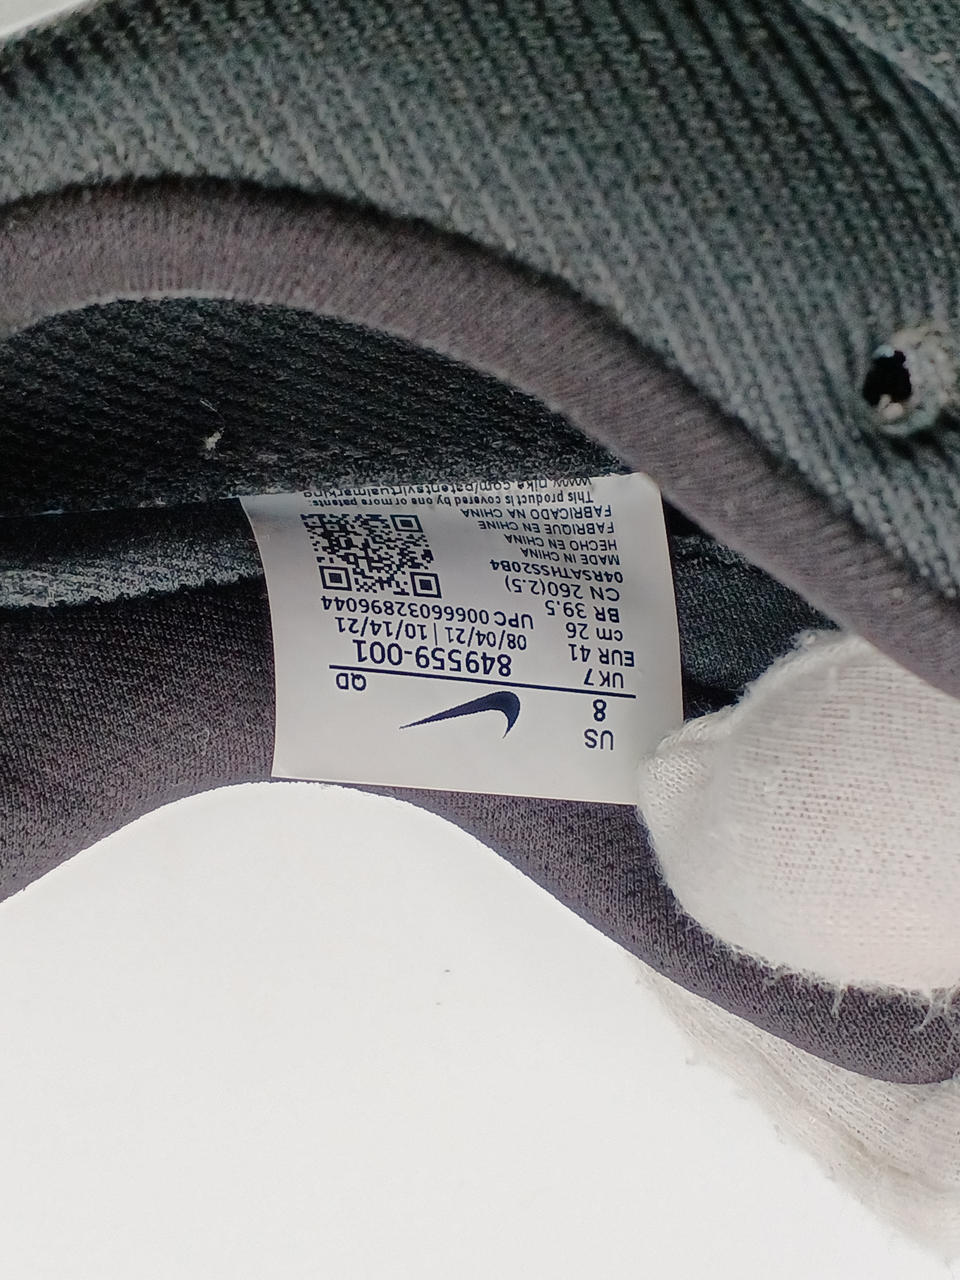 US
8
QD
UK 7
849559-001
EUR 41
08/04/21 | 10/14/21
cm 26
UPC 00666032896044
BR 39.5
CN 260(2.5)
04RSATHSS20B4
MADE IN CHINA
HECHO EN CHINA
FABRIQUE EN CHINE
FABRICADO NA CHINA
This product is covered by one or more patents.
www.nike.com/patentsvirtualmarking